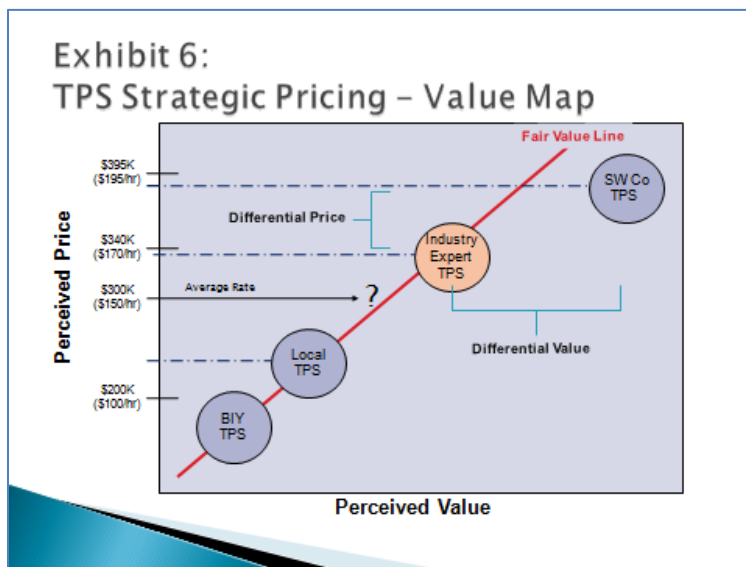 Exhibit 6:
TPS Strategic Pricing – Value Map
Fair Value Line
$395K
($195/hr)
SW Co
TPS
Differential Price
$340K
($170/hr)
Industry
Expert
TPS
Perceived Price
$300K
($150/hr)
Average Rate
?
Differential Value
Local
TPS
$200K
($100/hr)
BIY
TPS
Perceived Value